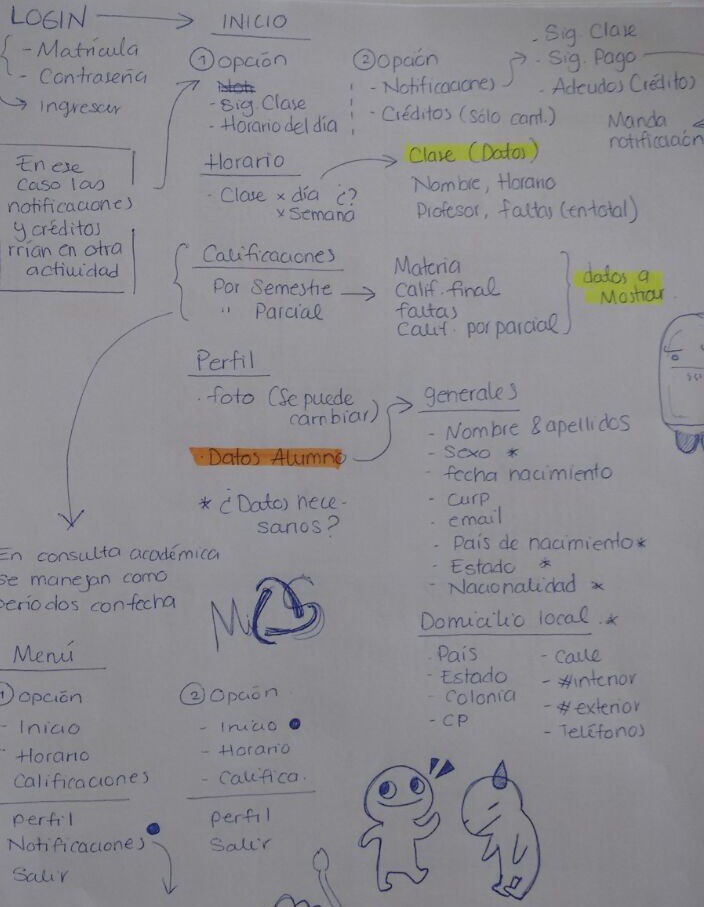 LOGIN
- Matrícula
- Contraseña
Ingresar
En ese
caso las
notificaciones
y créditos
rrían en otra
actividad
INICIO
① opción
- Sig. Clase
- Horario del día
② opción
- Notificaciones
- Créditos (sólo cant.)
- Sig. Clase
- Sig. Pago
- Adeudos (crédito)
Manda
notificación
Horario
- Clase x día ¿?
x Semana
Clase (Datos)
Nombre, Horario
Profesor, faltas (en total)
Calificaciones
Por Semestre
" Parcial
Materia
Calif. final
faltas
Calif. por parcial
datos a
Mostrar.
Perfil
- foto (Se puede
cambiar)
- Datos Alumno
* ¿Datos nece-
sarios?
generales
- Nombre & apellidos
- Sexo *
- fecha nacimiento
- curp
- email
- País de nacimiento *
- Estado *
- Nacionalidad *
Domicilio local. *
- País
- Estado
- Colonia
- CP
- Calle
- #interior
- #exterior
- Teléfonos
En consulta académica
se manejan como
períodos con fecha
Menú
① opción
- Inicio
- Horario
Calificaciones
Perfil
Notificaciones
Salir
② Opción
- Inicio
- Horario
- Califica.
Perfil
Salir